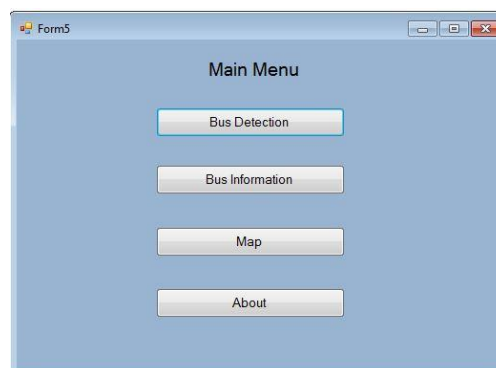 Form5
Main Menu
Bus Detection
Bus Information
Map
About